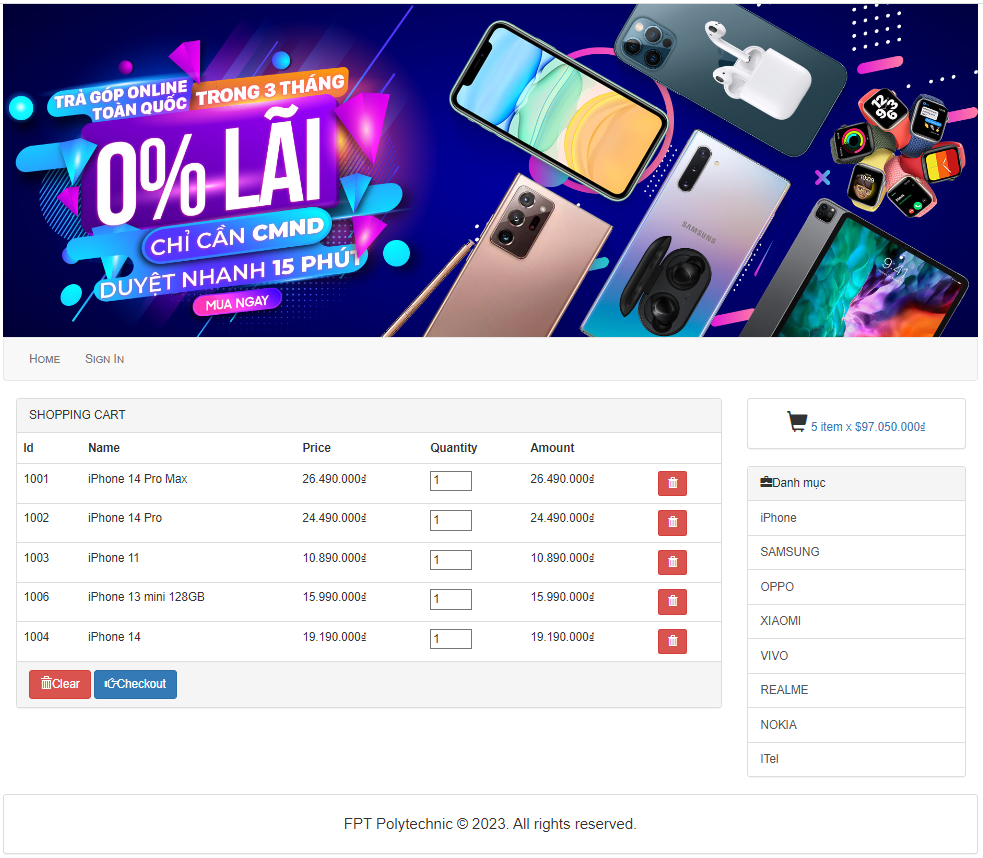 TRẢ GÓP ONLINE
TOÀN QUỐC
TRONG 3 THÁNG
0% LÃI
CHỈ CẦN CMND
DUYỆT NHANH 15 PHÚT
MUA NGAY
SAMSUNG
9:41
Home Sign In
SHOPPING CART
Id Name Price Quantity Amount
1001 iPhone 14 Pro Max 26.490.000₫ 1 26.490.000₫
1002 iPhone 14 Pro 24.490.000₫ 1 24.490.000₫
1003 iPhone 11 10.890.000₫ 1 10.890.000₫
1006 iPhone 13 mini 128GB 15.990.000₫ 1 15.990.000₫
1004 iPhone 14 19.190.000₫ 1 19.190.000₫
Clear Checkout
5 item x $97.050.000₫
Danh mục
iPhone
SAMSUNG
OPPO
XIAOMI
VIVO
REALME
NOKIA
ITel
FPT Polytechnic © 2023. All rights reserved.